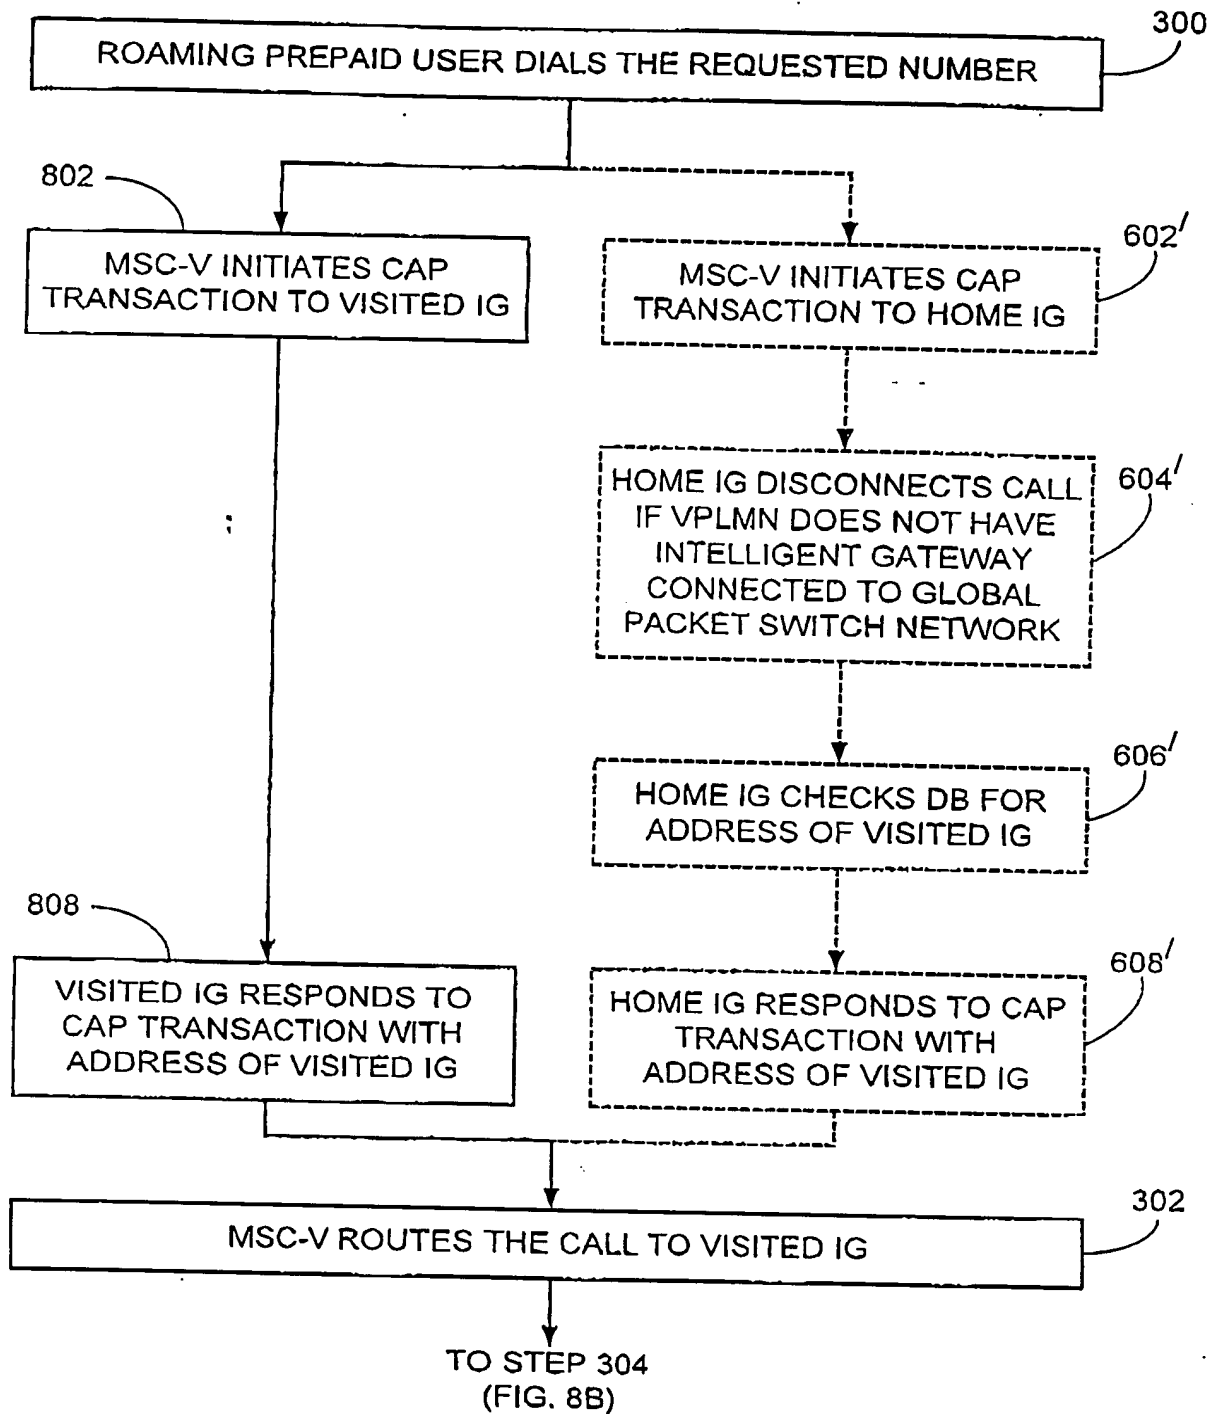 ROAMING PREPAID USER DIALS THE REQUESTED NUMBER
300
802
MSC-V INITIATES CAP
TRANSACTION TO VISITED IG
602'
MSC-V INITIATES CAP
TRANSACTION TO HOME IG
604'
HOME IG DISCONNECTS CALL
IF VPLMN DOES NOT HAVE
INTELLIGENT GATEWAY
CONNECTED TO GLOBAL
PACKET SWITCH NETWORK
606'
HOME IG CHECKS DB FOR
ADDRESS OF VISITED IG
808
VISITED IG RESPONDS TO
CAP TRANSACTION WITH
ADDRESS OF VISITED IG
608'
HOME IG RESPONDS TO CAP
TRANSACTION WITH
ADDRESS OF VISITED IG
302
MSC-V ROUTES THE CALL TO VISITED IG
TO STEP 304
(FIG. 8B)